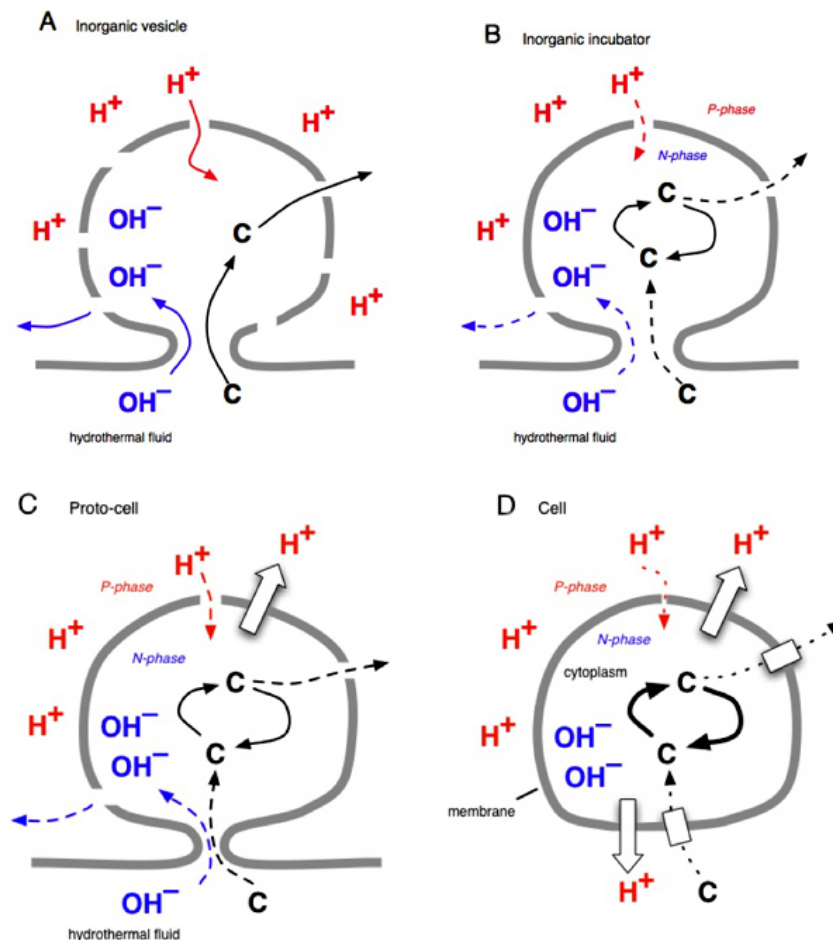 A Inorganic vesicle
H⁺
H⁺
H⁺
OH⁻
H⁺
C
OH⁻
H⁺
OH⁻
C
hydrothermal fluid
B Inorganic incubator
H⁺
P-phase
N-phase
C
OH⁻
C
OH⁻
OH⁻
C
hydrothermal fluid
C Proto-cell
H⁺
H⁺
P-phase
H⁺
N-phase
C
H⁺
OH⁻
C
OH⁻
OH⁻
C
hydrothermal fluid
D Cell
H⁺
H⁺
P-phase
H⁺
N-phase
cytoplasm
C
H⁺
OH⁻
C
OH⁻
membrane
H⁺
C